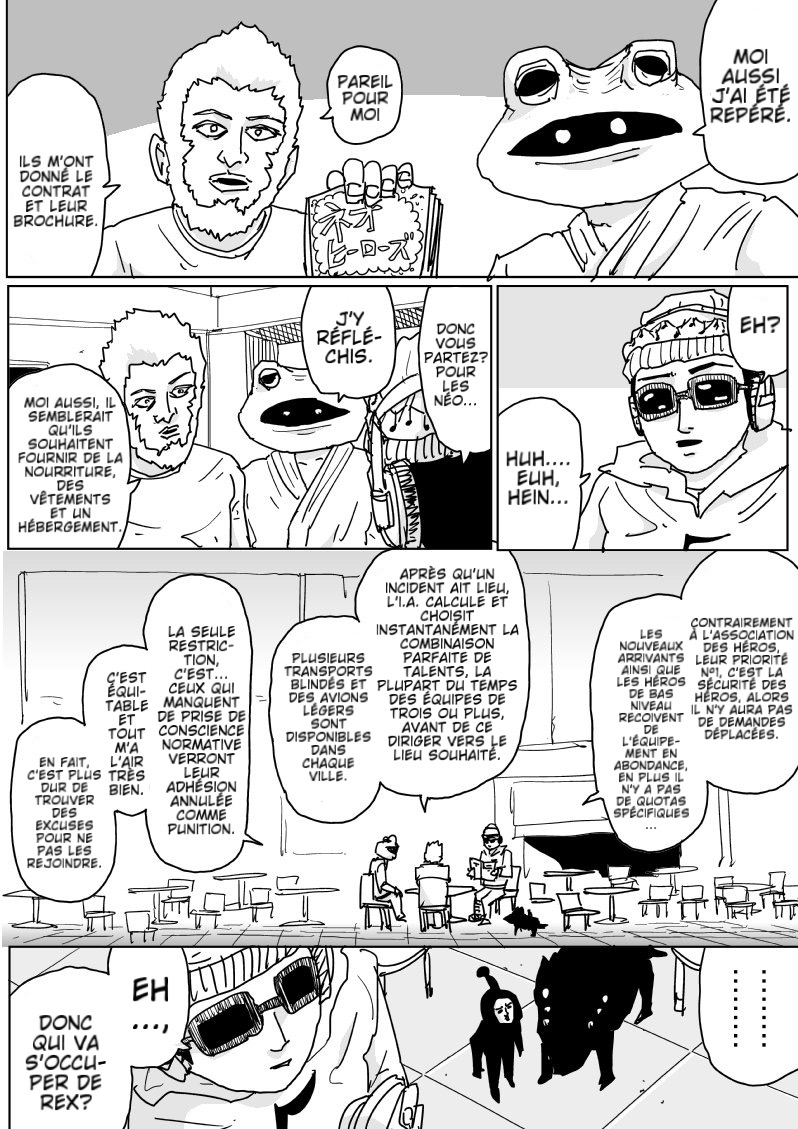 MOI
AUSSI
J'AI ÉTÉ
REPÉRÉ.
PAREIL
POUR
MOI
ILS M'ONT
DONNÉ LE
CONTRAT
ET LEUR
BROCHURE.
ネオ
ヒーローズ
EH?
HUH....
EUH,
HEIN...
DONC
VOUS
PARTEZ?
POUR
LES
NÉO...
J'Y
RÉFLÉ-
CHIS.
MOI AUSSI, IL
SEMBLERAIT
QU'ILS
SOUHAITENT
FOURNIR DE LA
NOURRITURE,
DES
VÊTEMENTS
ET UN
HÉBERGEMENT.
CONTRAIREMENT
À L'ASSOCIATION
DES HÉROS,
LEUR PRIORITÉ
Nº1, C'EST LA
SÉCURITÉ DES
HÉROS, ALORS
IL N'Y AURA PAS
DE DEMANDES
DÉPLACÉES.
LES
NOUVEAUX
ARRIVANTS
AINSI QUE
LES HÉROS
DE BAS
NIVEAU
RECOIVENT
DE
L'ÉQUIPE-
MENT EN
ABONDANCE,
EN PLUS IL
N'Y A PAS
DE QUOTAS
SPÉCIFIQUES
...
APRÈS QU'UN
INCIDENT AIT LIEU,
L'I.A. CALCULE ET
CHOISIT
INSTANTANÉMENT LA
COMBINAISON
PARFAITE DE
TALENTS, LA
PLUPART DU TEMPS
DES ÉQUIPES DE
TROIS OU PLUS,
AVANT DE CE
DIRIGER VERS LE
LIEU SOUHAITÉ.
PLUSIEURS
TRANSPORTS
BLINDÉS ET
DES AVIONS
LÉGERS
SONT
DISPONIBLES
DANS
CHAQUE
VILLE.
LA SEULE
RESTRIC-
TION,
C'EST...
CEUX QUI
MANQUENT
DE PRISE DE
CONSCIENCE
NORMATIVE
VERRONT
LEUR
ADHÉSION
ANNULÉE
COMME
PUNITION.
C'EST
ÉQUI-
TABLE
ET
TOUT
M'A
L'AIR
TRÈS
BIEN.
EN FAIT,
C'EST PLUS
DUR DE
TROUVER
DES
EXCUSES
POUR NE
PAS LES
REJOINDRE.
........
........
EH
...,
DONC
QUI VA
S'OCCU-
PER DE
REX?